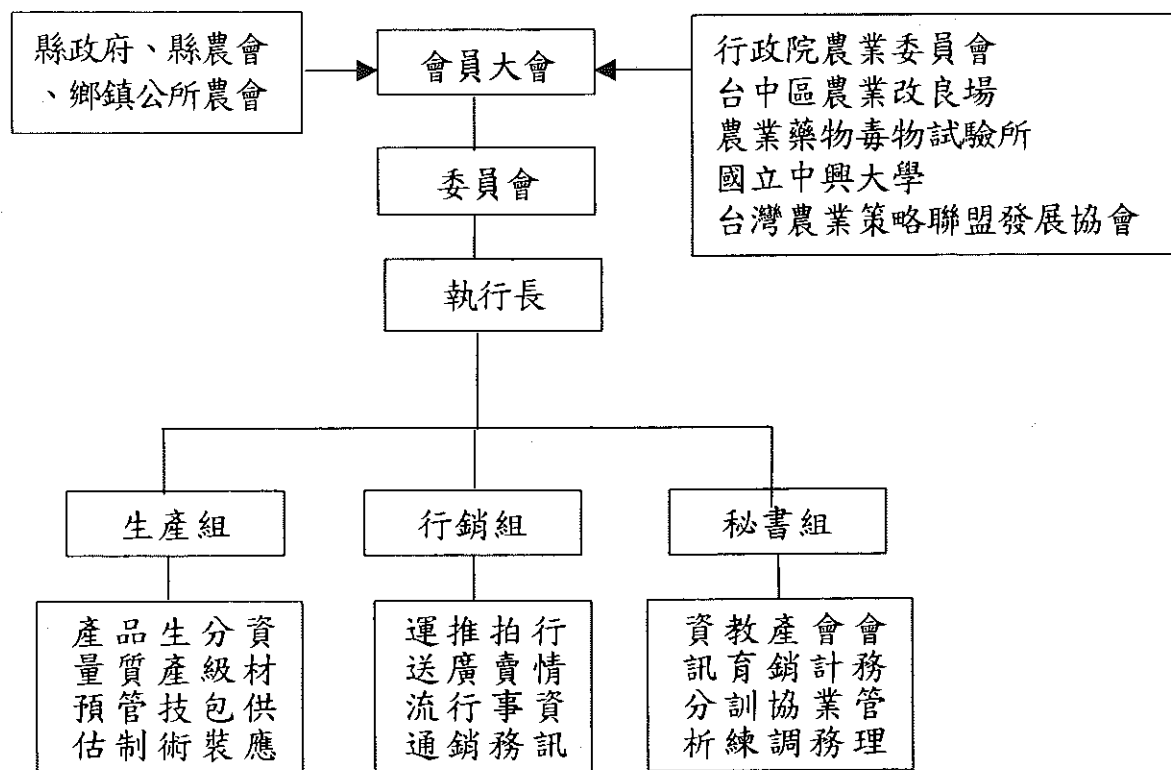 縣政府、縣農會
、鄉鎮公所農會
會員大會
行政院農業委員會
台中區農業改良場
農業藥物毒物試驗所
國立中興大學
台灣農業策略聯盟發展協會
委員會
執行長
生產組
行銷組
秘書組
資材供應
分級包裝
生產技術
品質管制
產量預估
行情資訊
拍賣事務
推廣行銷
運送流通
會務管理
會計業務
產銷協調
教育訓練
資訊分析